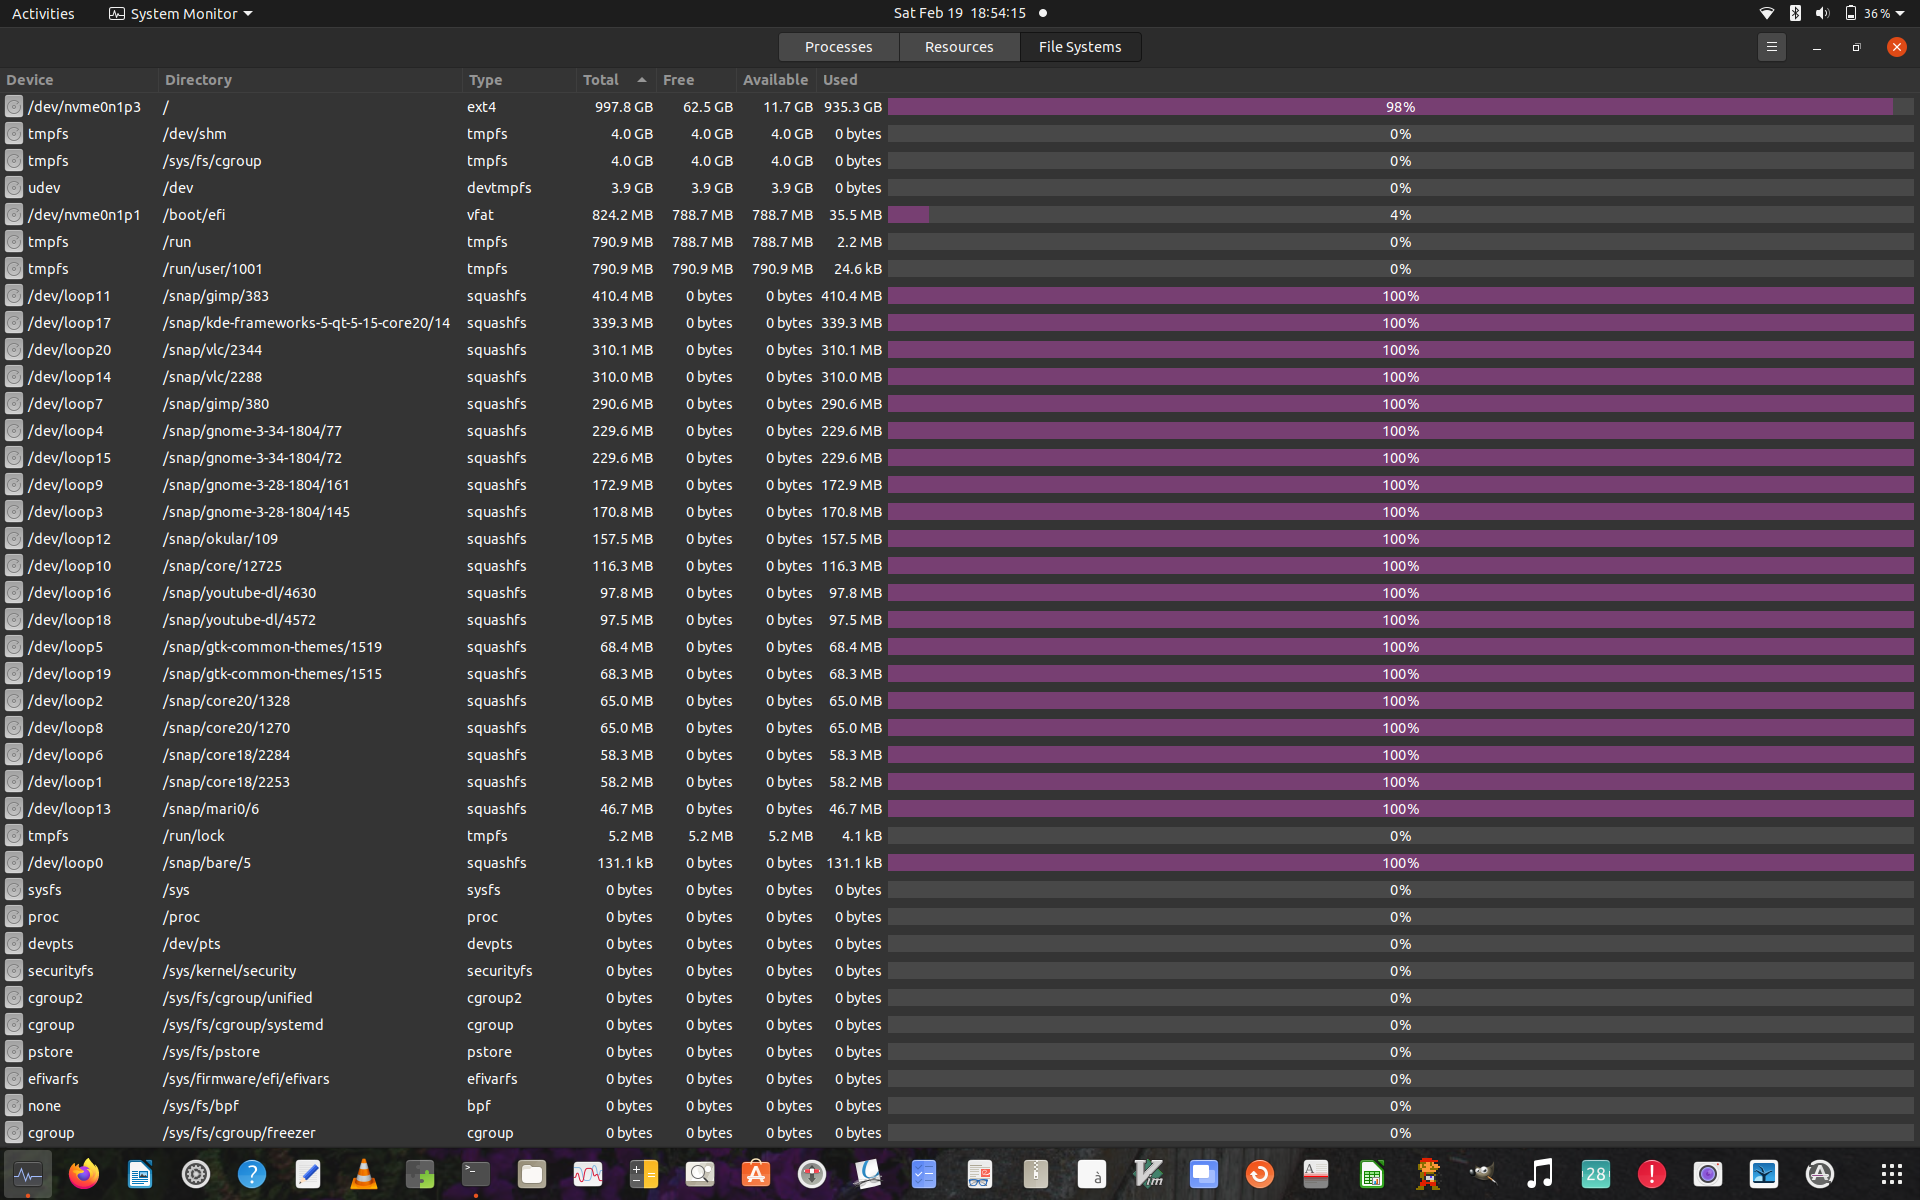 Activities System Monitor Sat Feb 19 18:54:15 36%
Processes Resources File Systems
Device Directory Type Total Free Available Used
/dev/nvme0n1p3 / ext4 997.8 GB 62.5 GB 11.7 GB 935.3 GB 98%
tmpfs /dev/shm tmpfs 4.0 GB 4.0 GB 4.0 GB 0 bytes 0%
tmpfs /sys/fs/cgroup tmpfs 4.0 GB 4.0 GB 4.0 GB 0 bytes 0%
udev /dev devtmpfs 3.9 GB 3.9 GB 3.9 GB 0 bytes 0%
/dev/nvme0n1p1 /boot/efi vfat 824.2 MB 788.7 MB 788.7 MB 35.5 MB 4%
tmpfs /run tmpfs 790.9 MB 788.7 MB 788.7 MB 2.2 MB 0%
tmpfs /run/user/1001 tmpfs 790.9 MB 790.9 MB 790.9 MB 24.6 kB 0%
/dev/loop11 /snap/gimp/383 squashfs 410.4 MB 0 bytes 0 bytes 410.4 MB 100%
/dev/loop17 /snap/kde-frameworks-5-qt-5-15-core20/14 squashfs 339.3 MB 0 bytes 0 bytes 339.3 MB 100%
/dev/loop20 /snap/vlc/2344 squashfs 310.1 MB 0 bytes 0 bytes 310.1 MB 100%
/dev/loop14 /snap/vlc/2288 squashfs 310.0 MB 0 bytes 0 bytes 310.0 MB 100%
/dev/loop7 /snap/gimp/380 squashfs 290.6 MB 0 bytes 0 bytes 290.6 MB 100%
/dev/loop4 /snap/gnome-3-34-1804/77 squashfs 229.6 MB 0 bytes 0 bytes 229.6 MB 100%
/dev/loop15 /snap/gnome-3-34-1804/72 squashfs 229.6 MB 0 bytes 0 bytes 229.6 MB 100%
/dev/loop9 /snap/gnome-3-28-1804/161 squashfs 172.9 MB 0 bytes 0 bytes 172.9 MB 100%
/dev/loop3 /snap/gnome-3-28-1804/145 squashfs 170.8 MB 0 bytes 0 bytes 170.8 MB 100%
/dev/loop12 /snap/okular/109 squashfs 157.5 MB 0 bytes 0 bytes 157.5 MB 100%
/dev/loop10 /snap/core/12725 squashfs 116.3 MB 0 bytes 0 bytes 116.3 MB 100%
/dev/loop16 /snap/youtube-dl/4630 squashfs 97.8 MB 0 bytes 0 bytes 97.8 MB 100%
/dev/loop18 /snap/youtube-dl/4572 squashfs 97.5 MB 0 bytes 0 bytes 97.5 MB 100%
/dev/loop5 /snap/gtk-common-themes/1519 squashfs 68.4 MB 0 bytes 0 bytes 68.4 MB 100%
/dev/loop19 /snap/gtk-common-themes/1515 squashfs 68.3 MB 0 bytes 0 bytes 68.3 MB 100%
/dev/loop2 /snap/core20/1328 squashfs 65.0 MB 0 bytes 0 bytes 65.0 MB 100%
/dev/loop8 /snap/core20/1270 squashfs 65.0 MB 0 bytes 0 bytes 65.0 MB 100%
/dev/loop6 /snap/core18/2284 squashfs 58.3 MB 0 bytes 0 bytes 58.3 MB 100%
/dev/loop1 /snap/core18/2253 squashfs 58.2 MB 0 bytes 0 bytes 58.2 MB 100%
/dev/loop13 /snap/mari0/6 squashfs 46.7 MB 0 bytes 0 bytes 46.7 MB 100%
tmpfs /run/lock tmpfs 5.2 MB 5.2 MB 5.2 MB 4.1 kB 0%
/dev/loop0 /snap/bare/5 squashfs 131.1 kB 0 bytes 0 bytes 131.1 kB 100%
sysfs /sys sysfs 0 bytes 0 bytes 0 bytes 0 bytes 0%
proc /proc proc 0 bytes 0 bytes 0 bytes 0 bytes 0%
devpts /dev/pts devpts 0 bytes 0 bytes 0 bytes 0 bytes 0%
securityfs /sys/kernel/security securityfs 0 bytes 0 bytes 0 bytes 0 bytes 0%
cgroup2 /sys/fs/cgroup/unified cgroup2 0 bytes 0 bytes 0 bytes 0 bytes 0%
cgroup /sys/fs/cgroup/systemd cgroup 0 bytes 0 bytes 0 bytes 0 bytes 0%
pstore /sys/fs/pstore pstore 0 bytes 0 bytes 0 bytes 0 bytes 0%
efivarfs /sys/firmware/efi/efivars efivarfs 0 bytes 0 bytes 0 bytes 0 bytes 0%
none /sys/fs/bpf bpf 0 bytes 0 bytes 0 bytes 0 bytes 0%
cgroup /sys/fs/cgroup/freezer cgroup 0 bytes 0 bytes 0 bytes 0 bytes 0%
? >_ à Vim A 28 !